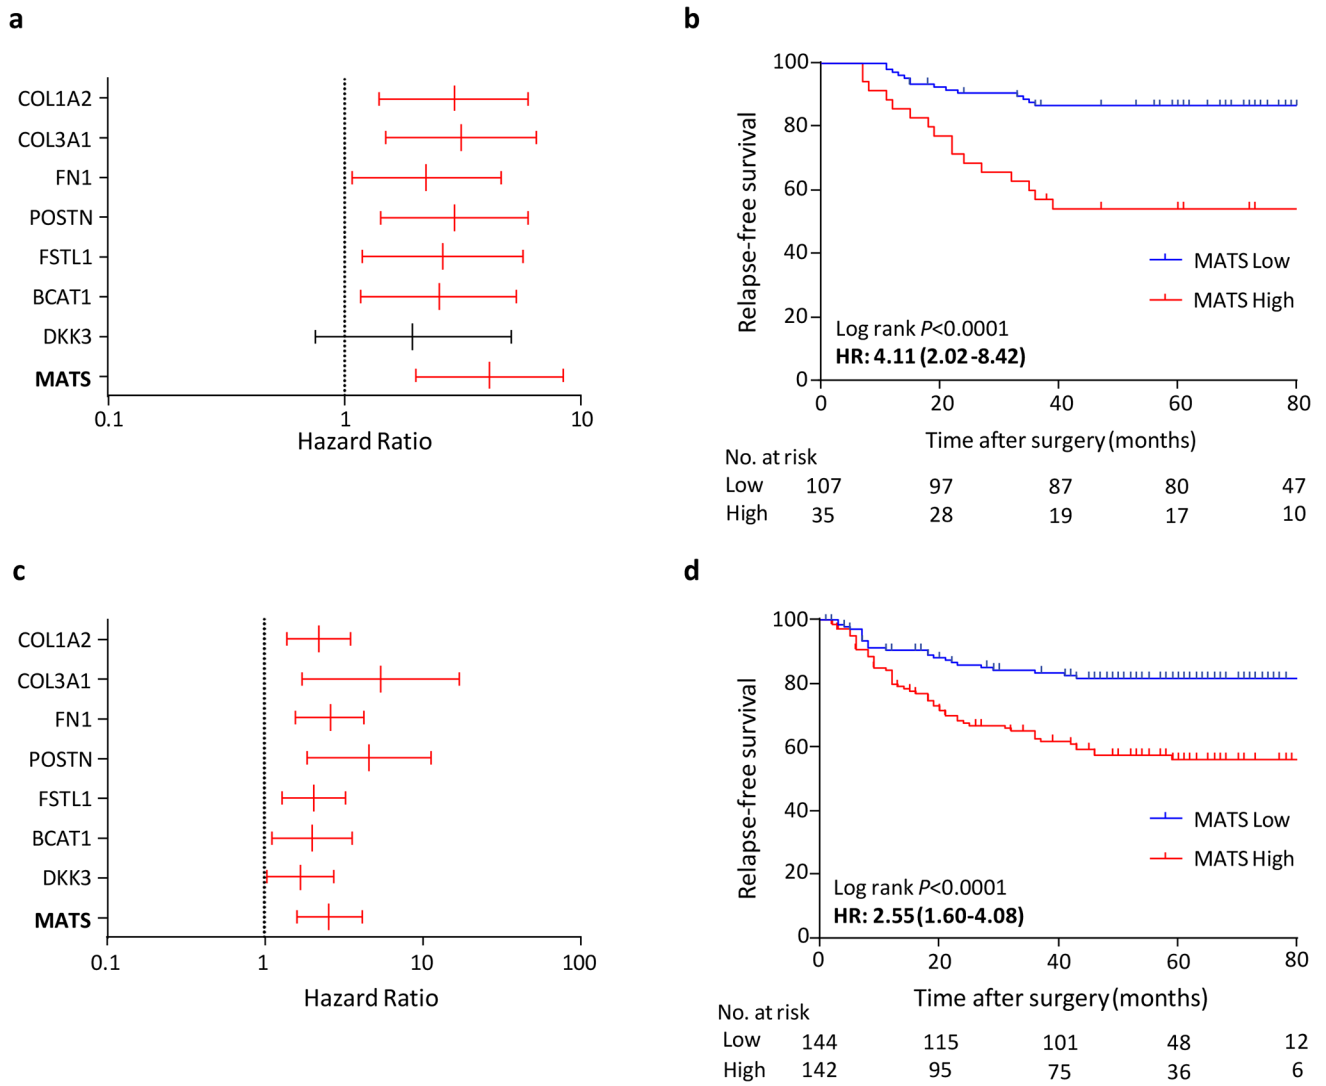 a
COL1A2
COL3A1
FN1
POSTN
FSTL1
BCAT1
DKK3
MATS
0.1 1 10
Hazard Ratio
b
100
80
60
40
20
0
Relapse-free survival
MATS Low
MATS High
Log rank P<0.0001
HR: 4.11 (2.02-8.42)
0 20 40 60 80
Time after surgery (months)
No. at risk
Low 107 97 87 80 47
High 35 28 19 17 10
c
COL1A2
COL3A1
FN1
POSTN
FSTL1
BCAT1
DKK3
MATS
0.1 1 10 100
Hazard Ratio
d
100
80
60
40
20
0
Relapse-free survival
MATS Low
MATS High
Log rank P<0.0001
HR: 2.55 (1.60-4.08)
0 20 40 60 80
Time after surgery (months)
No. at risk
Low 144 115 101 48 12
High 142 95 75 36 6